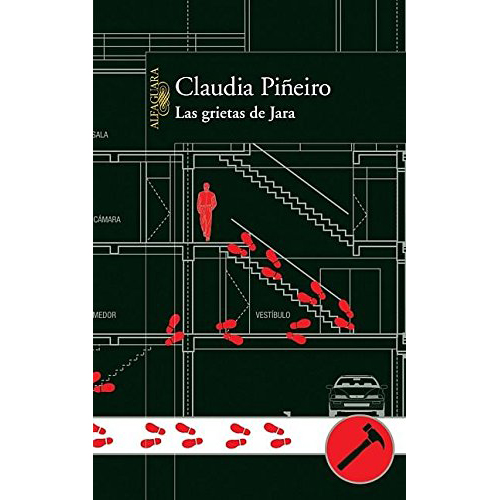 ALFAGUARA
Claudia Piñeiro
Las grietas de Jara
SALA
CÁMARA
MEDOR
VESTÍBULO